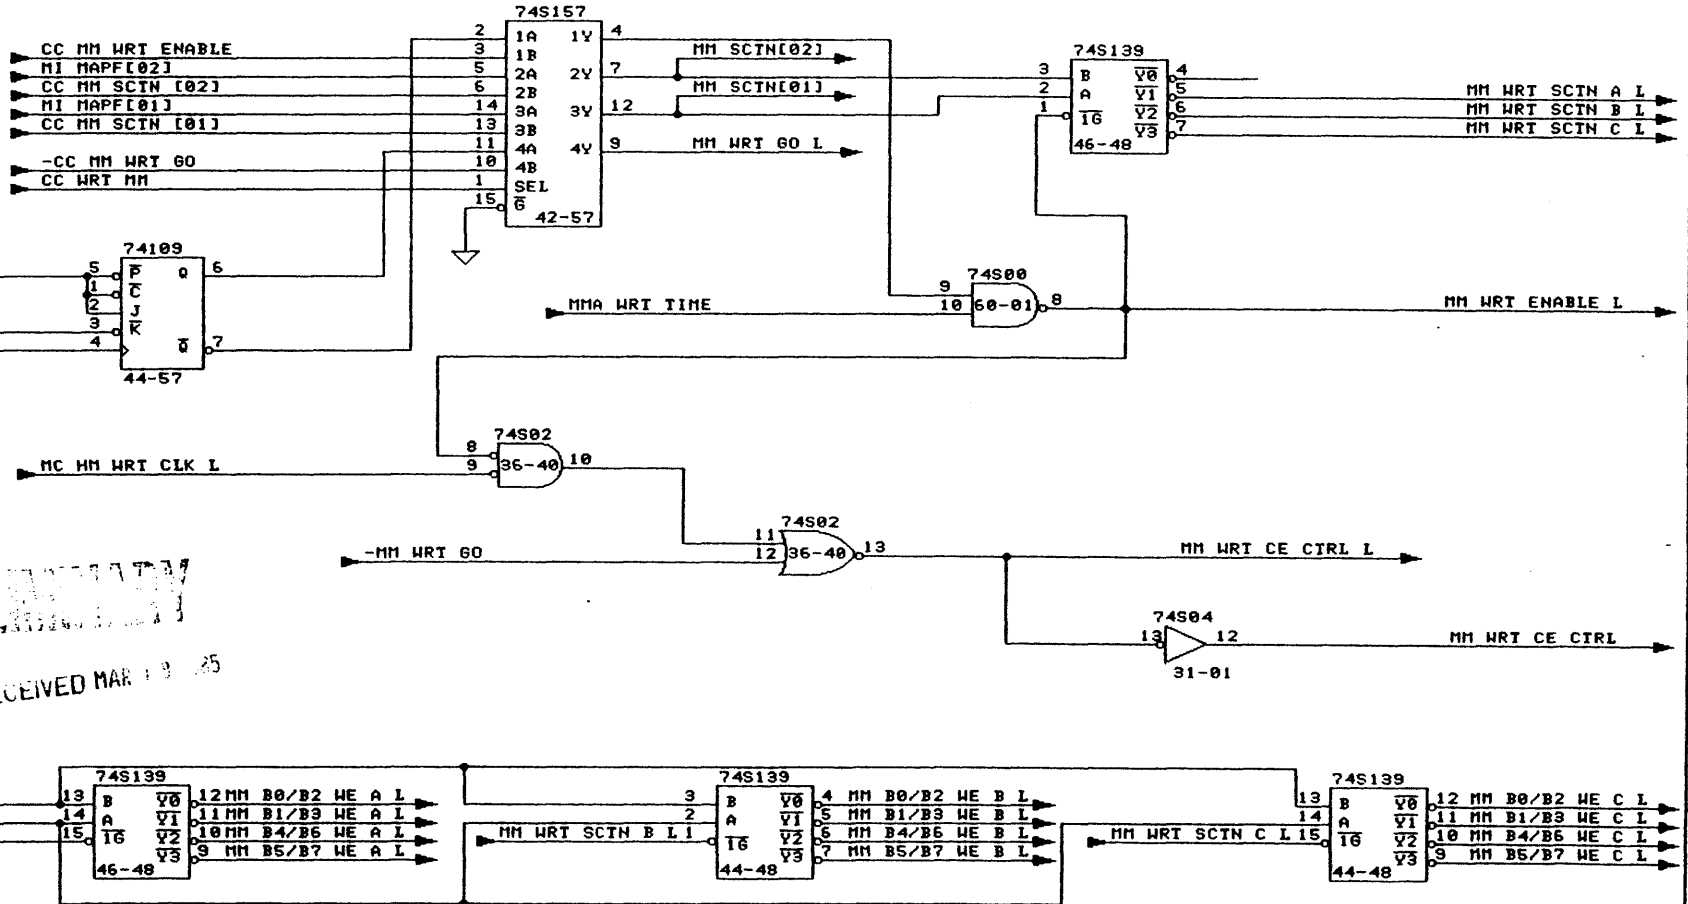 74S157
CC MM WRT ENABLE
MI MAPF[02]
CC MM SCTN [02]
MI MAPF[01]
CC MM SCTN [01]
-CC MM WRT GO
CC WRT MM
2 1A 1Y 4
3 1B
5 2A 2Y 7
6 2B
14 3A 3Y 12
13 3B
11 4A 4Y 9
10 4B
1 SEL
15 G
42-57
MM SCTN[02]
MM SCTN[01]
MM WRT GO L
74S139
3 B Y0 4
2 A Y1 5
1 1G Y2 6
Y3 7
46-48
MM WRT SCTN A L
MM WRT SCTN B L
MM WRT SCTN C L
74109
5 P Q 6
1 C
2 J
3 K
4 Q 7
44-57
MMA WRT TIME
74S00
9
10 60-01 8
MM WRT ENABLE L
74S02
8
9 36-40 10
MC HM WRT CLK L
74S02
11
12 36-40 13
-MM WRT GO
MM WRT CE CTRL L
74S04
13 12
31-01
MM WRT CE CTRL
MAR
74S139
13 B Y0 12 MM B0/B2 WE A L
14 A Y1 11 MM B1/B3 WE A L
15 1G Y2 10 MM B4/B6 WE A L
Y3 9 MM B5/B7 WE A L
46-48
74S139
3 B Y0 4 MM B0/B2 WE B L
2 A Y1 5 MM B1/B3 WE B L
MM WRT SCTN B L 1 1G Y2 6 MM B4/B6 WE B L
Y3 7 MM B5/B7 WE B L
44-48
74S139
13 B Y0 12 MM B0/B2 WE C L
14 A Y1 11 MM B1/B3 WE C L
MM WRT SCTN C L 15 1G Y2 10 MM B4/B6 WE C L
Y3 9 MM B5/B7 WE C L
44-48